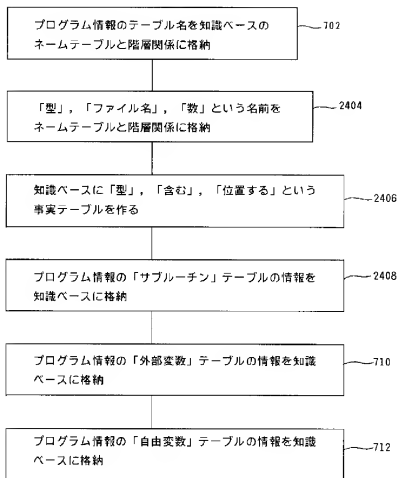 プログラム情報のテーブル名を知識ベースの
ネームテーブルと階層関係に格納
702
「型」，「ファイル名」，「数」という名前を
ネームテーブルと階層関係に格納
2404
知識ベースに「型」，「含む」，「位置する」という
事実テーブルを作る
2406
プログラム情報の「サブルーチン」テーブルの情報を
知識ベースに格納
2408
プログラム情報の「外部変数」テーブルの情報を知識
ベースに格納
710
プログラム情報の「自由変数」テーブルの情報を知識
ベースに格納
712